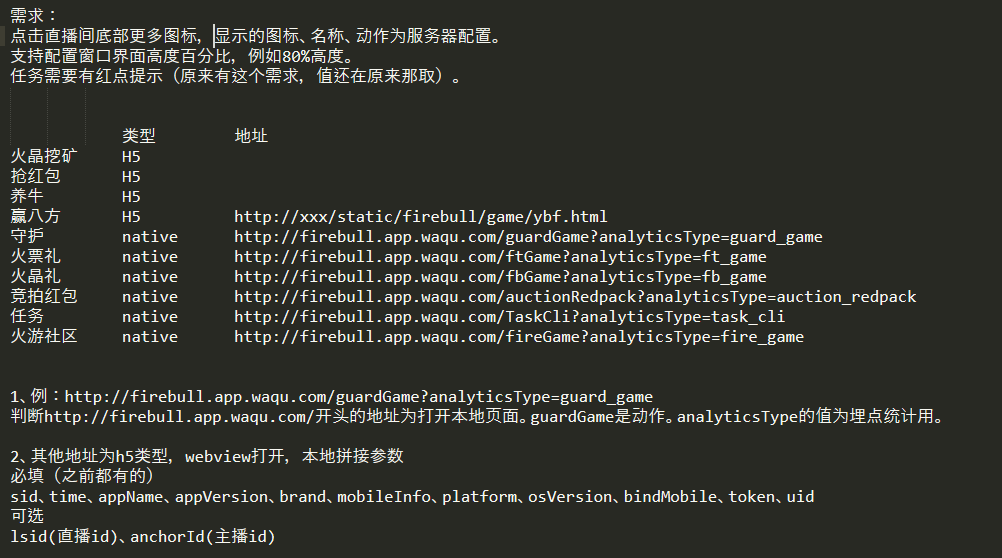 需求：
点击直播间底部更多图标，显示的图标、名称、动作为服务器配置。
支持配置窗口界面高度百分比，例如80%高度。
任务需要有红点提示（原来有这个需求，值还在原来那取）。
类型 地址
火晶挖矿 H5
抢红包 H5
养牛 H5
赢八方 H5 http://xxx/static/firebull/game/ybf.html
守护 native http://firebull.app.waqu.com/guardGame?analyticsType=guard_game
火票礼 native http://firebull.app.waqu.com/ftGame?analyticsType=ft_game
火晶礼 native http://firebull.app.waqu.com/fbGame?analyticsType=fb_game
竞拍红包 native http://firebull.app.waqu.com/auctionRedpack?analyticsType=auction_redpack
任务 native http://firebull.app.waqu.com/TaskCli?analyticsType=task_cli
火游社区 native http://firebull.app.waqu.com/fireGame?analyticsType=fire_game
1、例：http://firebull.app.waqu.com/guardGame?analyticsType=guard_game
判断http://firebull.app.waqu.com/开头的地址为打开本地页面。guardGame是动作。analyticsType的值为埋点统计用。
2、其他地址为h5类型，webview打开，本地拼接参数
必填（之前都有的）
sid、time、appName、appVersion、brand、mobileInfo、platform、osVersion、bindMobile、token、uid
可选
lsid(直播id)、anchorId(主播id)